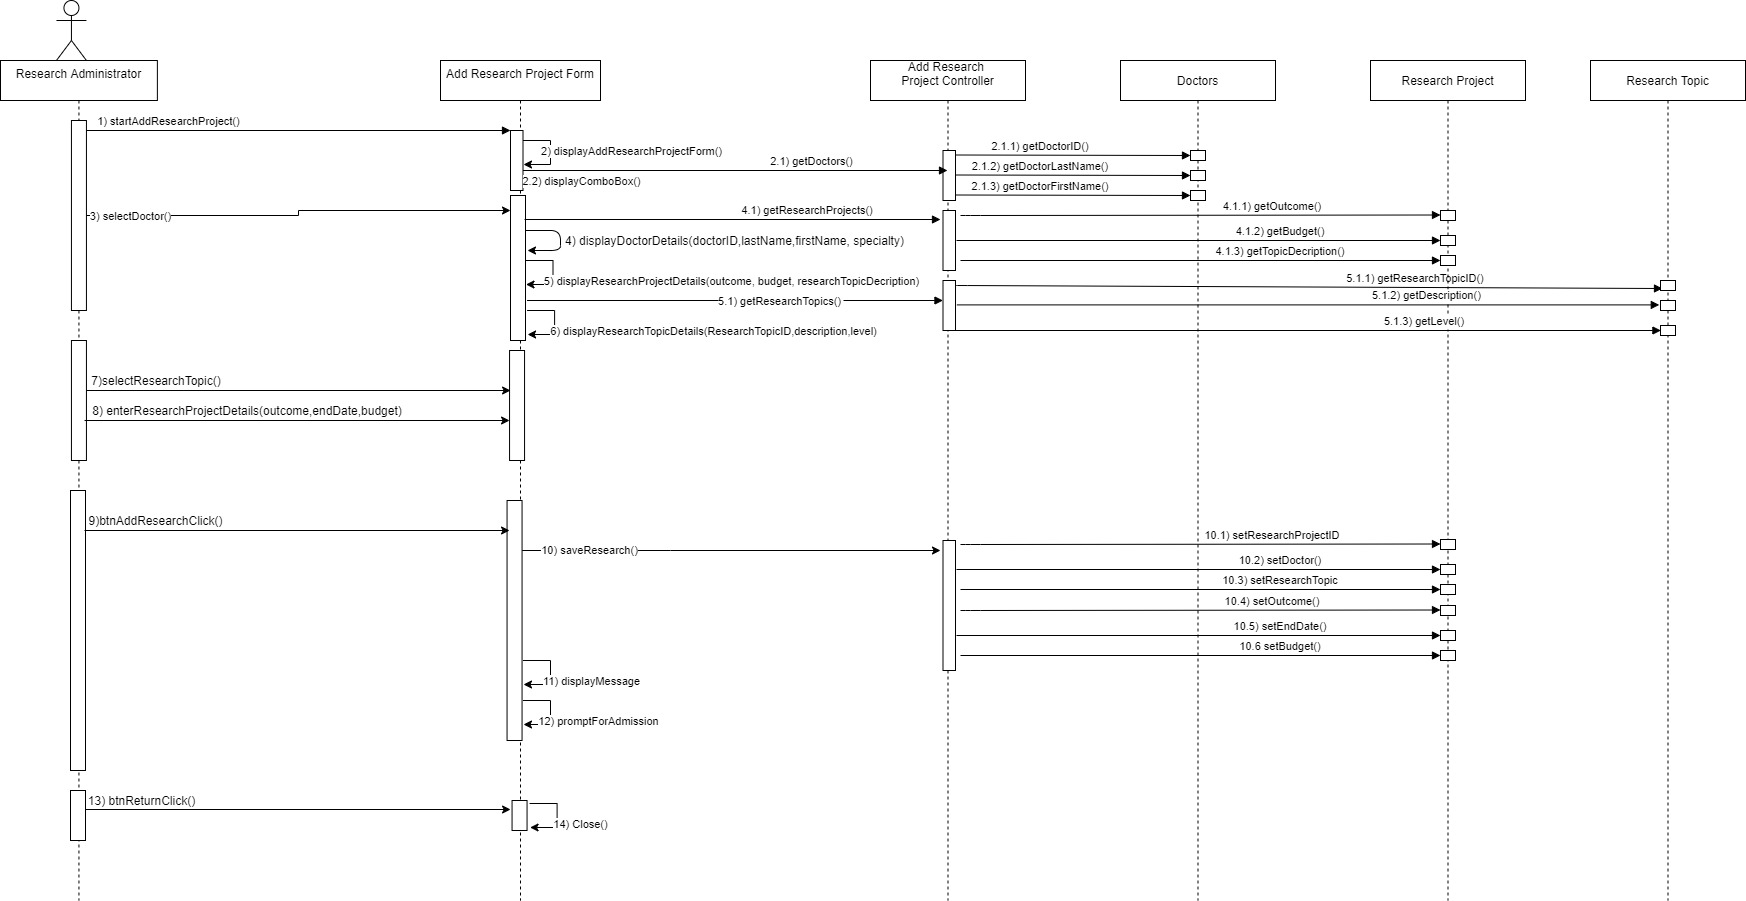 Research Administrator
Add Research Project Form
Add Research
Project Controller
Doctors
Research Project
Research Topic
1) startAddResearchProject()
2) displayAddResearchProjectForm()
2.1) getDoctors()
2.1.1) getDoctorID()
2.1.2) getDoctorLastName()
2.1.3) getDoctorFirstName()
2.2) displayComboBox()
3) selectDoctor()
4.1) getResearchProjects()
4.1.1) getOutcome()
4.1.2) getBudget()
4.1.3) getTopicDecription()
4) displayDoctorDetails(doctorID,lastName,firstName, specialty)
5) displayResearchProjectDetails(outcome, budget, researchTopicDecription)
5.1) getResearchTopics()
5.1.1) getResearchTopicID()
5.1.2) getDescription()
5.1.3) getLevel()
6) displayResearchTopicDetails(ResearchTopicID,description,level)
7)selectResearchTopic()
8) enterResearchProjectDetails(outcome,endDate,budget)
9)btnAddResearchClick()
10) saveResearch()
10.1) setResearchProjectID
10.2) setDoctor()
10.3) setResearchTopic
10.4) setOutcome()
10.5) setEndDate()
10.6 setBudget()
11) displayMessage
12) promptForAdmission
13) btnReturnClick()
14) Close()